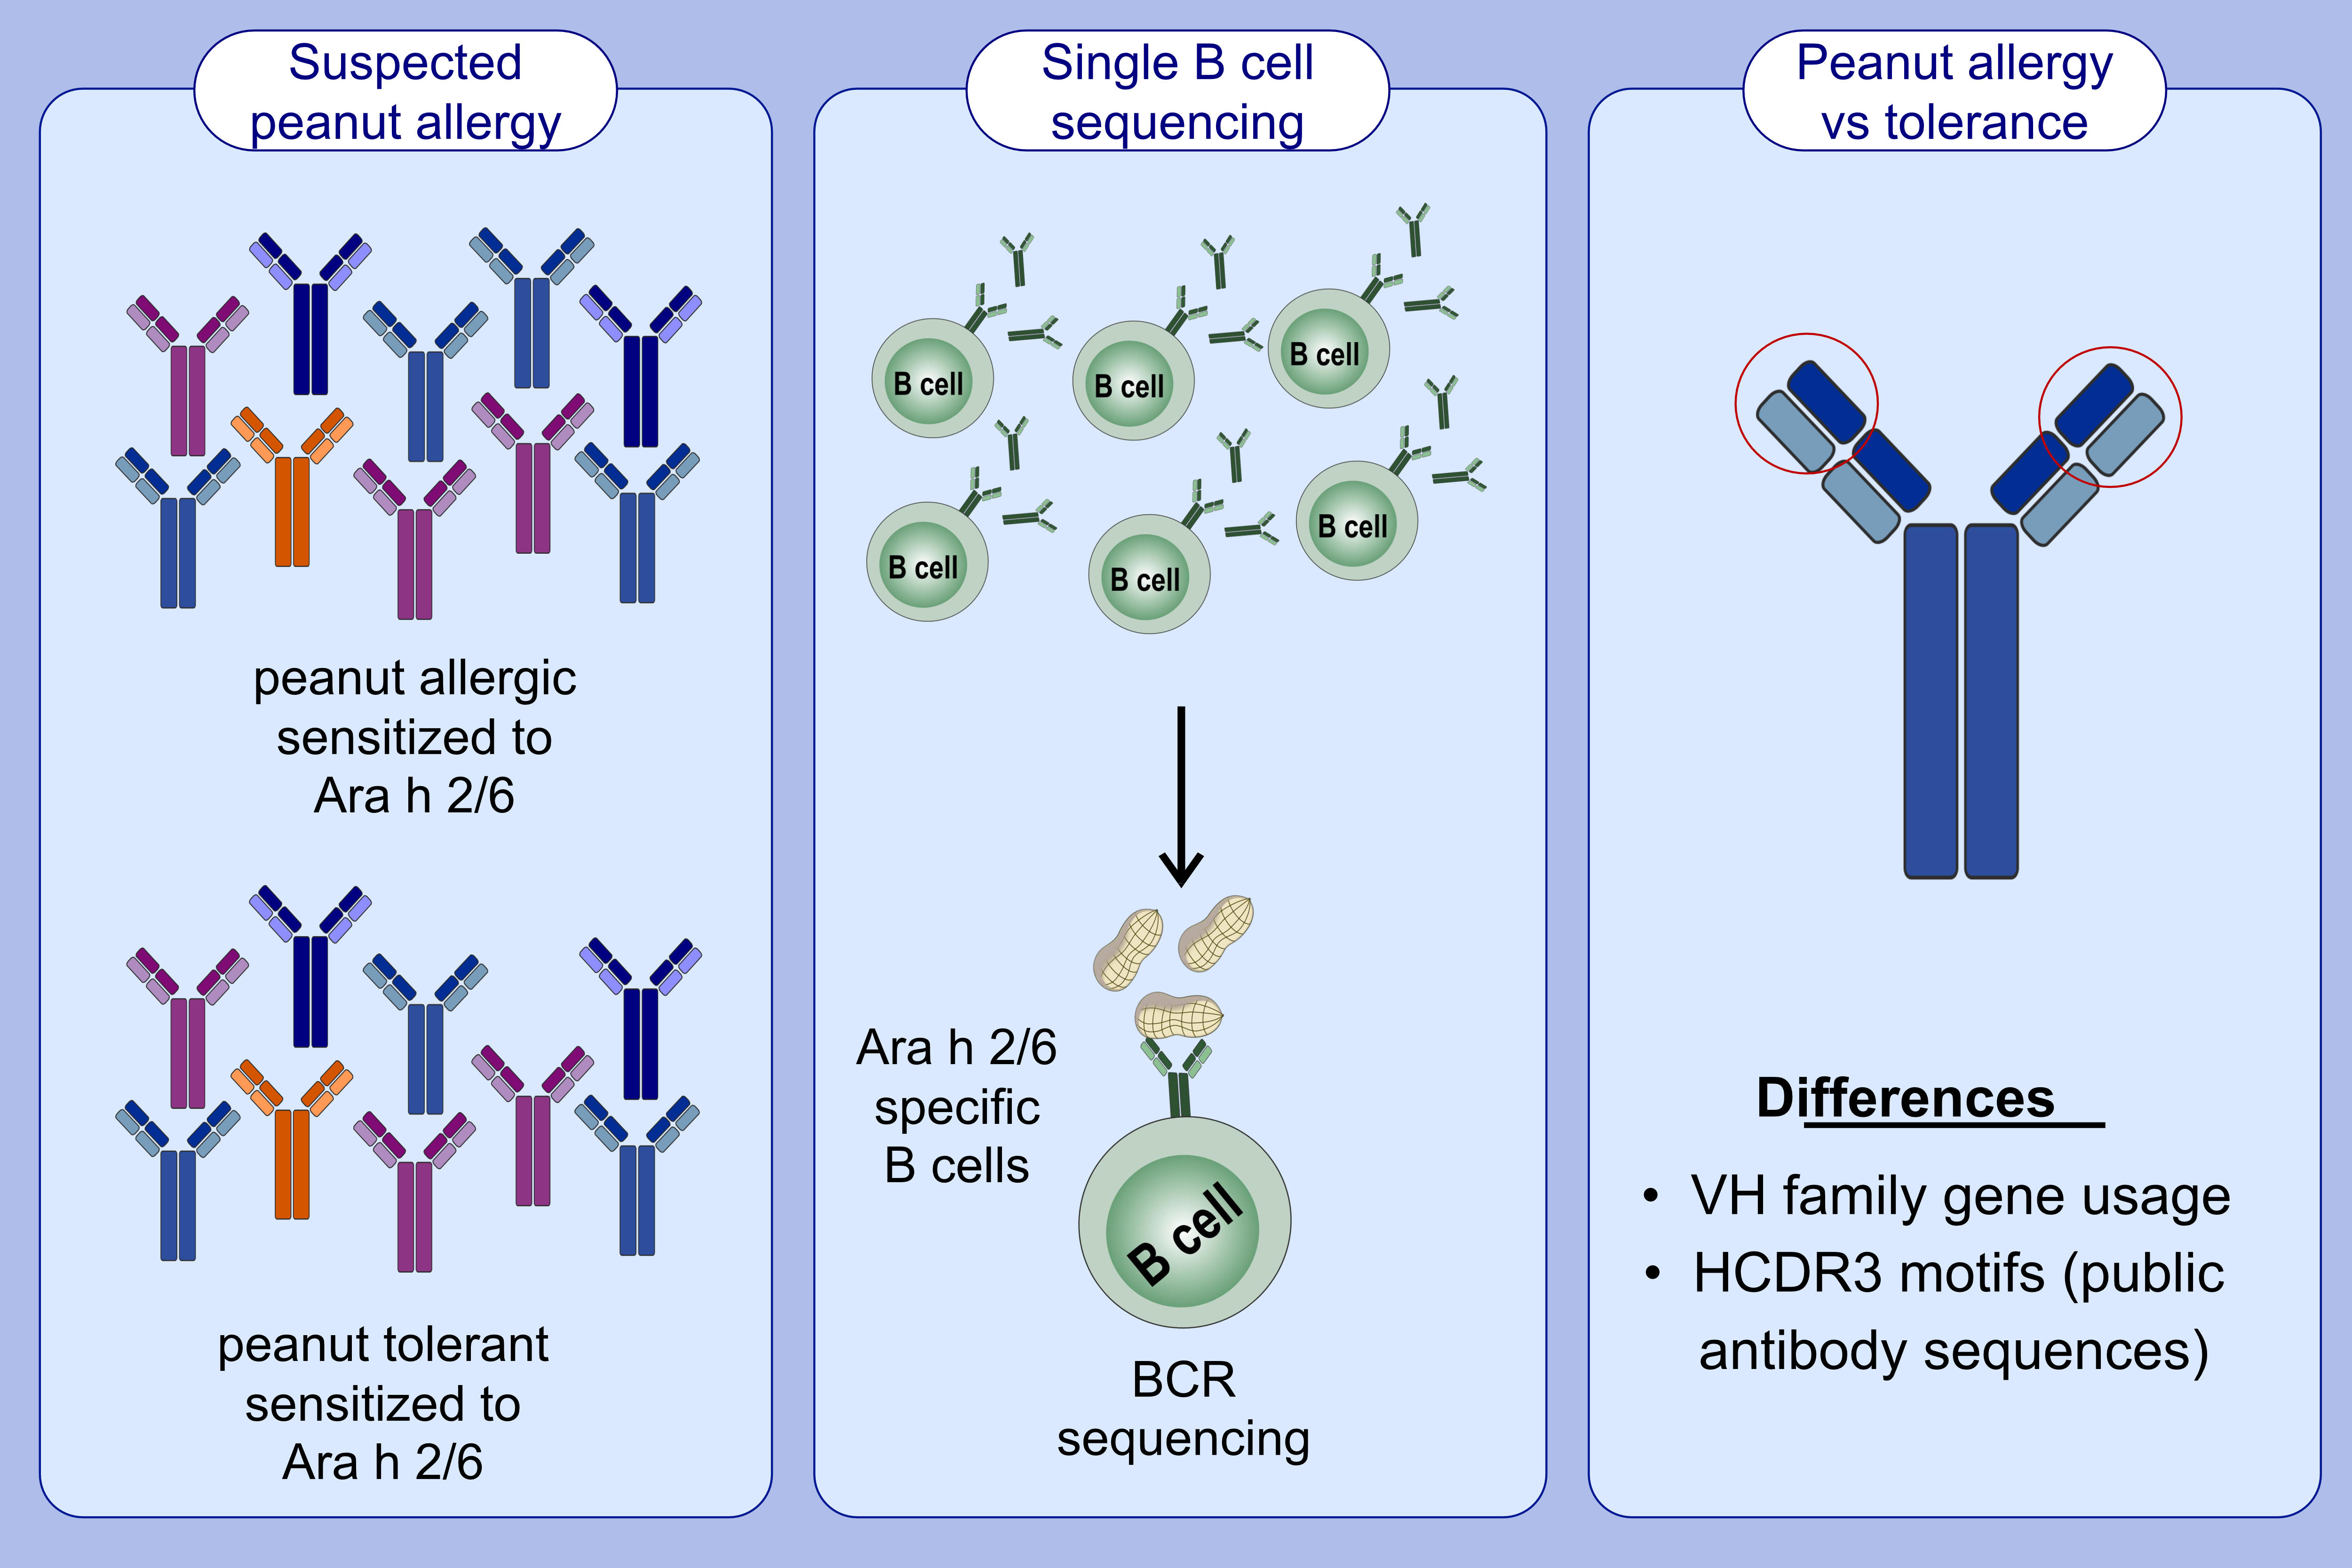 Suspected
peanut allergy
peanut allergic
sensitized to
Ara h 2/6
peanut tolerant
sensitized to
Ara h 2/6
Single B cell
sequencing
B cell
B cell
B cell
B cell
B cell
B cell
Ara h 2/6
specific
B cells
B cell
BCR
sequencing
Peanut allergy
vs tolerance
Differences
• VH family gene usage
• HCDR3 motifs (public
antibody sequences)